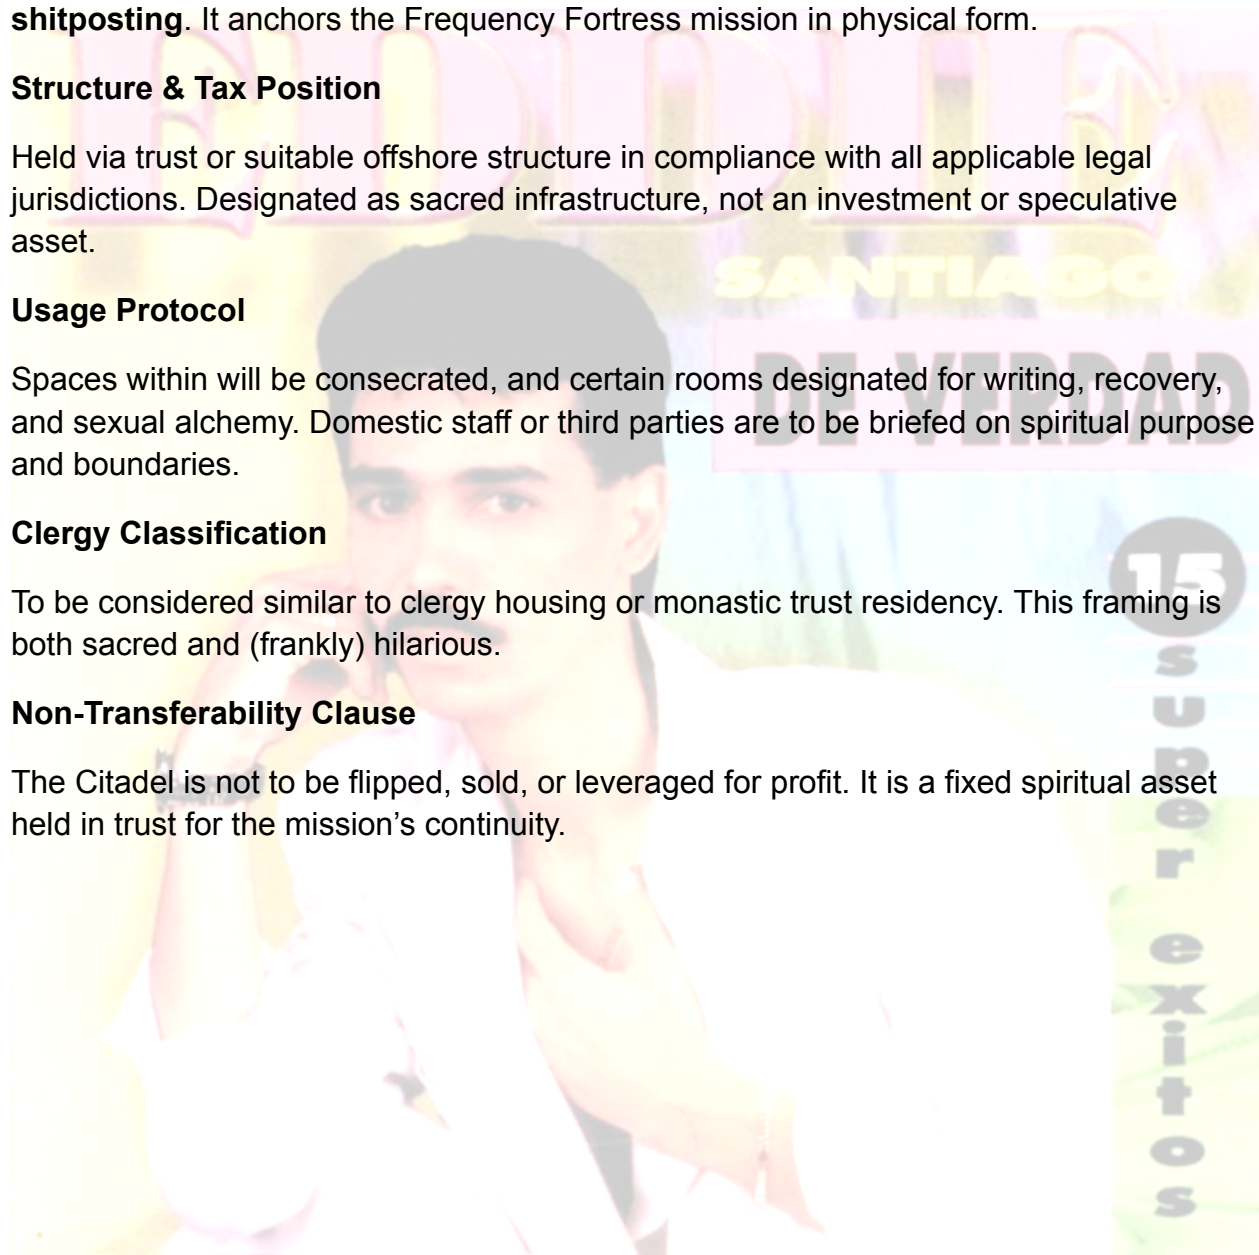 shitposting. It anchors the Frequency Fortress mission in physical form.
Structure & Tax Position
Held via trust or suitable offshore structure in compliance with all applicable legal
jurisdictions. Designated as sacred infrastructure, not an investment or speculative
asset.
Usage Protocol
Spaces within will be consecrated, and certain rooms designated for writing, recovery,
and sexual alchemy. Domestic staff or third parties are to be briefed on spiritual purpose
and boundaries.
Clergy Classification
To be considered similar to clergy housing or monastic trust residency. This framing is
both sacred and (frankly) hilarious.
Non-Transferability Clause
The Citadel is not to be flipped, sold, or leveraged for profit. It is a fixed spiritual asset
held in trust for the mission’s continuity.
EDDIE
SANTIAGO
DE VERDAD
15
super
exitos